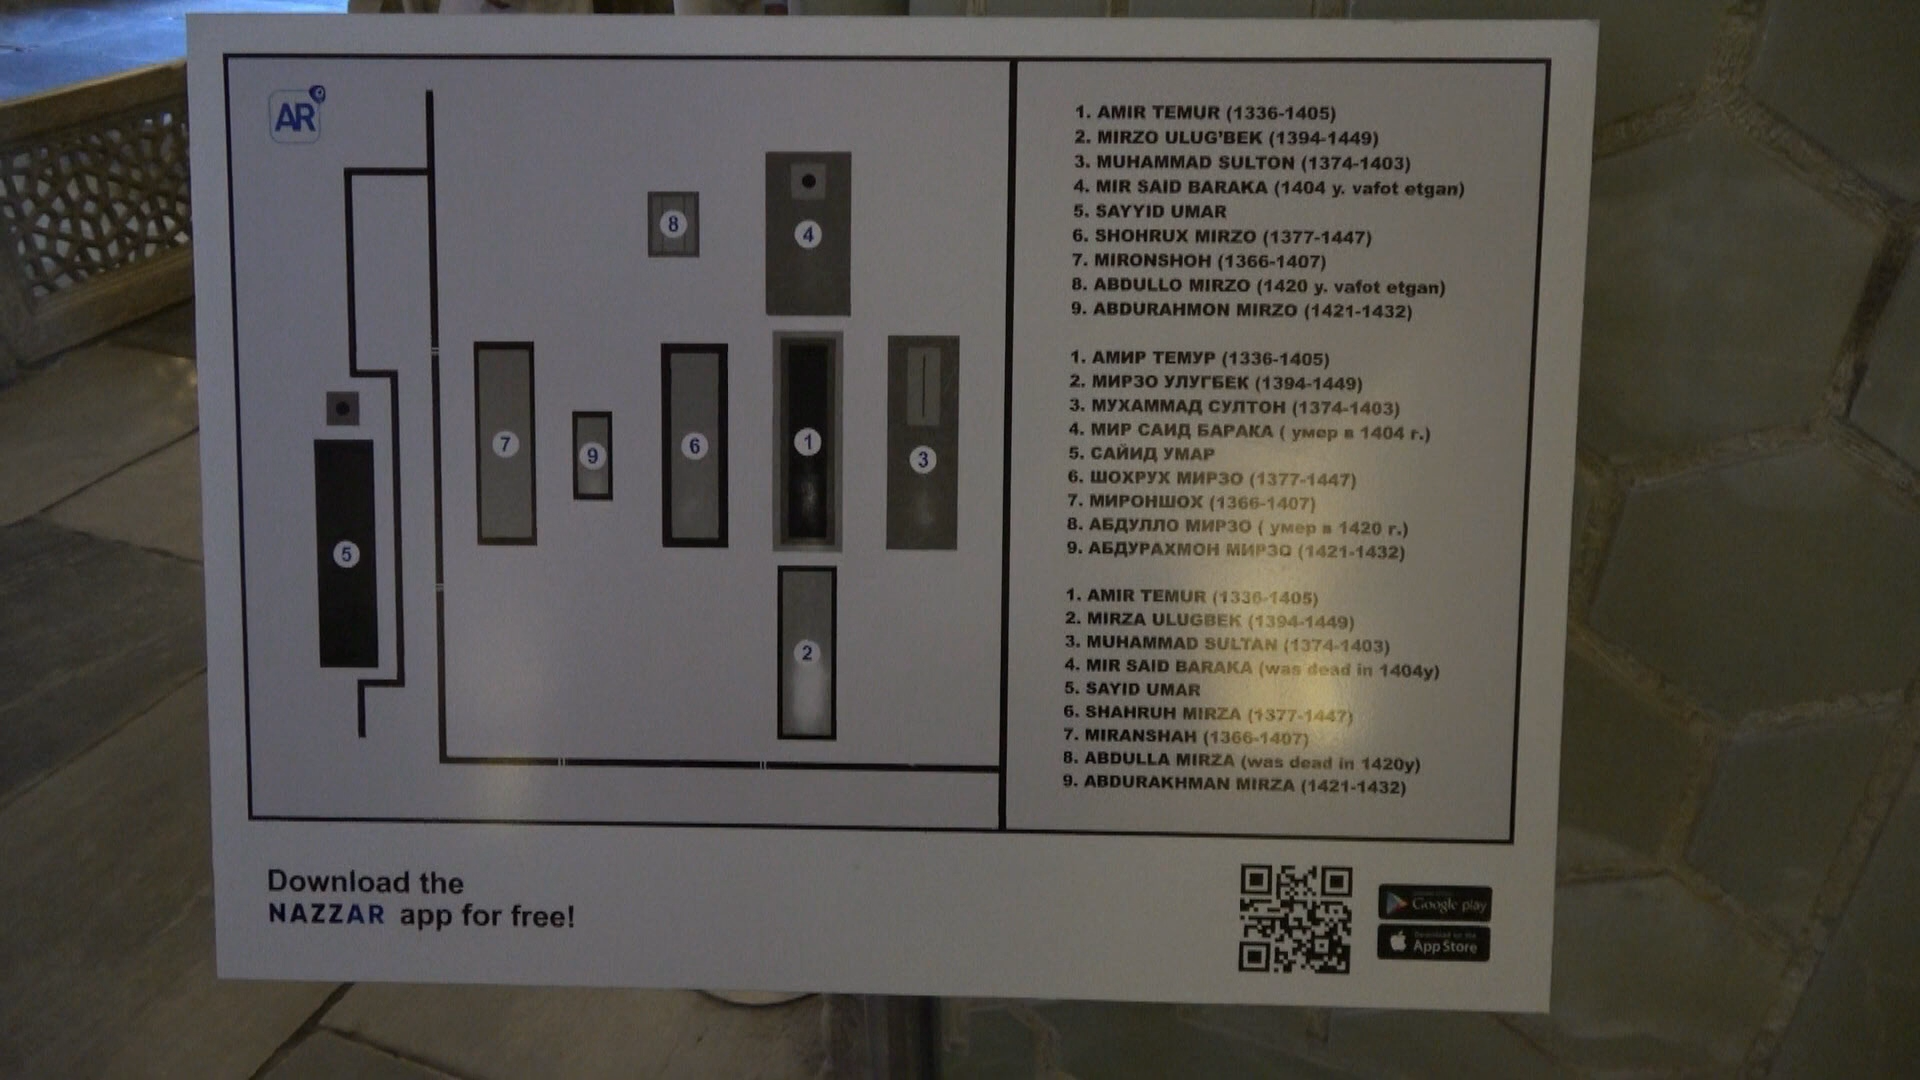 AR
8
4
7
9
6
1
3
5
2
1. AMIR TEMUR (1336-1405)
2. MIRZO ULUG'BEK (1394-1449)
3. MUHAMMAD SULTON (1374-1403)
4. MIR SAID BARAKA (1404 y. vafot etgan)
5. SAYYID UMAR
6. SHOHRUX MIRZO (1377-1447)
7. MIRONSHOH (1366-1407)
8. ABDULLO MIRZO (1420 y. vafot etgan)
9. ABDURAHMON MIRZO (1421-1432)
1. АМИР ТЕМУР (1336-1405)
2. МИРЗО УЛУГБЕК (1394-1449)
3. МУХАММАД СУЛТОН (1374-1403)
4. МИР САИД БАРАКА ( умер в 1404 г.)
5. САЙИД УМАР
6. ШОХРУХ МИРЗО (1377-1447)
7. МИРОНШОХ (1366-1407)
8. АБДУЛЛО МИРЗО ( умер в 1420 г.)
9. АБДУРАХМОН МИРЗО (1421-1432)
1. AMIR TEMUR (1336-1405)
2. MIRZA ULUGBEK (1394-1449)
3. MUHAMMAD SULTAN (1374-1403)
4. MIR SAID BARAKA (was dead in 1404y)
5. SAYID UMAR
6. SHAHRUH MIRZA (1377-1447)
7. MIRANSHAH (1366-1407)
8. ABDULLA MIRZA (was dead in 1420y)
9. ABDURAKHMAN MIRZA (1421-1432)
Download the
NAZZAR app for free!
Google play
Download on the
App Store